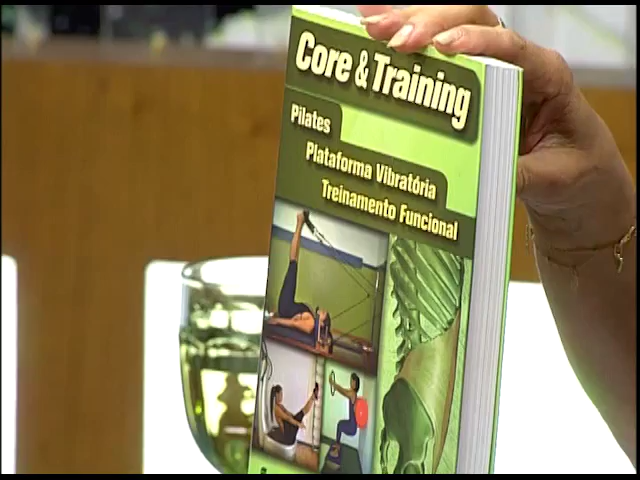 Core & Training
Pilates
Plataforma Vibratória
Treinamento Funcional